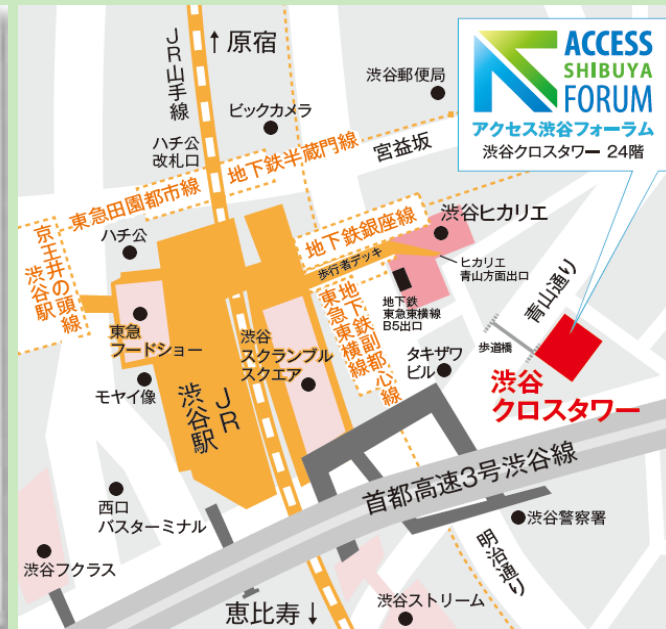 ACCESS
SHIBUYA
FORUM
アクセス渋谷フォーラム
渋谷クロスタワー 24階
JR山手線
↑原宿
渋谷郵便局
ビックカメラ
ハチ公
改札口
宮益坂
地下鉄半蔵門線
東急田園都市線
京王井の頭線
渋谷駅
ハチ公
地下鉄銀座線
渋谷ヒカリエ
歩行者デッキ
ヒカリエ
青山方面出口
地下鉄
東急東横線
B5出口
地下鉄副都心線
東急東横線
青山通り
歩道橋
東急
フードショー
渋谷
スクランブル
スクエア
タキザワ
ビル
モヤイ像
JR
渋谷駅
渋谷
クロスタワー
首都高速3号渋谷線
西口
バスターミナル
渋谷警察署
明治通り
渋谷フクラス
恵比寿↓
渋谷ストリーム